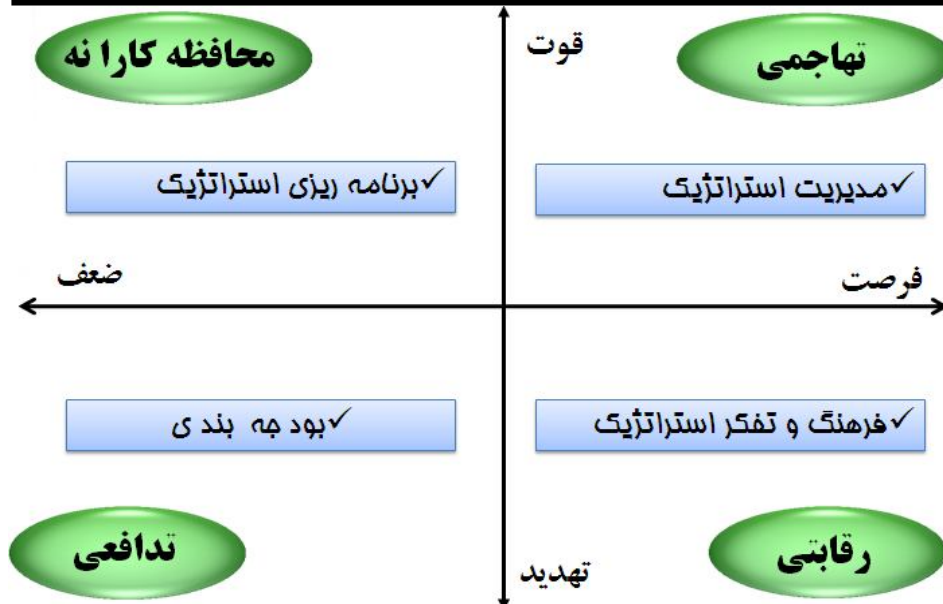 تهاجمی
قوت
محافظه کارا نه
✓مدیریت استراتژیک
✓برنامه ریزی استراتژیک
فرصت
ضعف
✓فرهنگ و تفکر استراتژیک
✓بود جه بند ی
رقابتی
تهدید
تدافعی